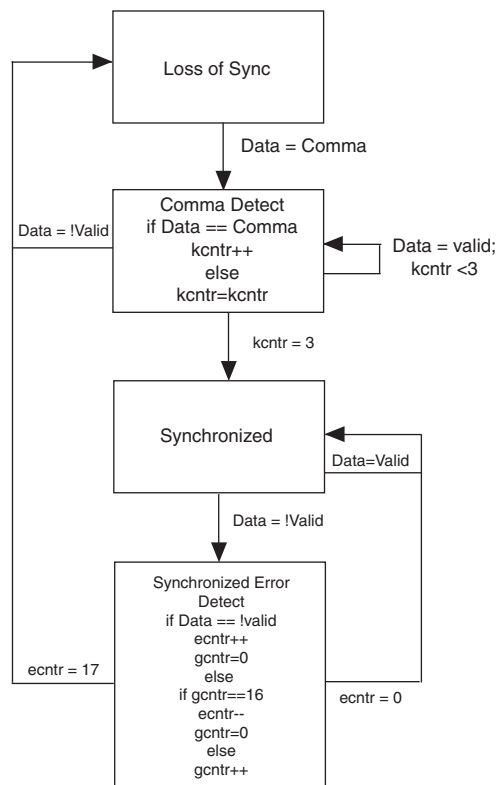 Loss of Sync
Data = Comma
Comma Detect
if Data == Comma
kcntr++
else
kcntr=kcntr
Data = !Valid
Data = valid;
kcntr <3
kcntr = 3
Synchronized
Data=Valid
Data = !Valid
Synchronized Error
Detect
if Data == !valid
ecntr++
gcntr=0
else
if gcntr==16
ecntr--
gcntr=0
else
gcntr++
ecntr = 17
ecntr = 0